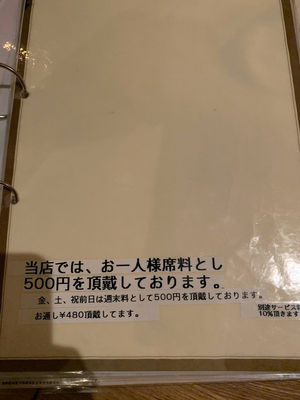 当店では、お一人様席料とし
500円を頂戴しております。
金、土、祝前日は週末料として500円を頂戴しております。
お通し¥480頂戴してます。
別途サービス
10%頂きます